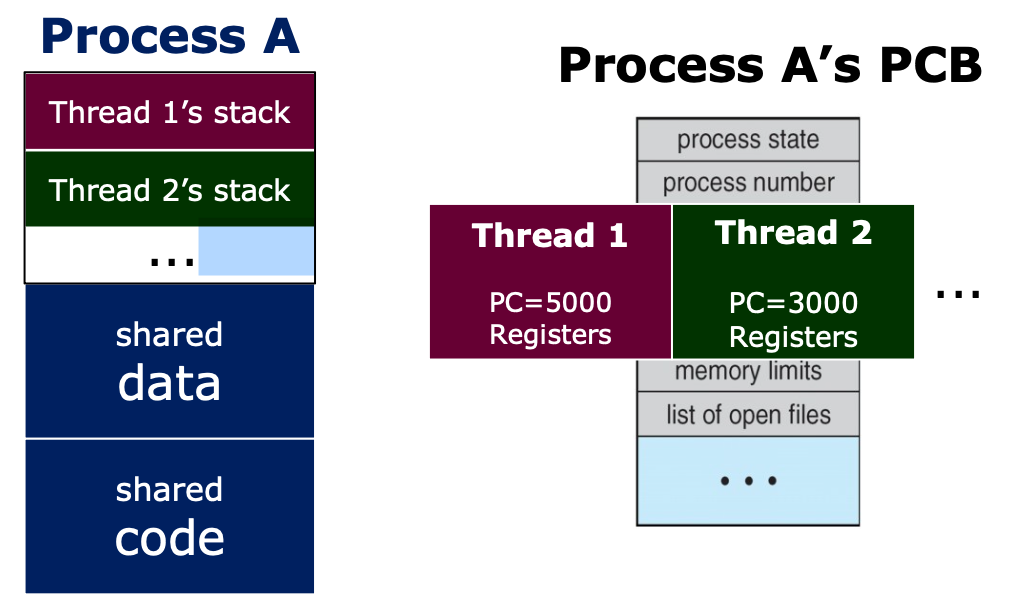 Process A
Thread 1’s stack
Thread 2’s stack
...
shared
data
shared
code
Process A’s PCB
process state
process number
Thread 1
PC=5000
Registers
Thread 2
PC=3000
Registers
...
memory limits
list of open files
• • •